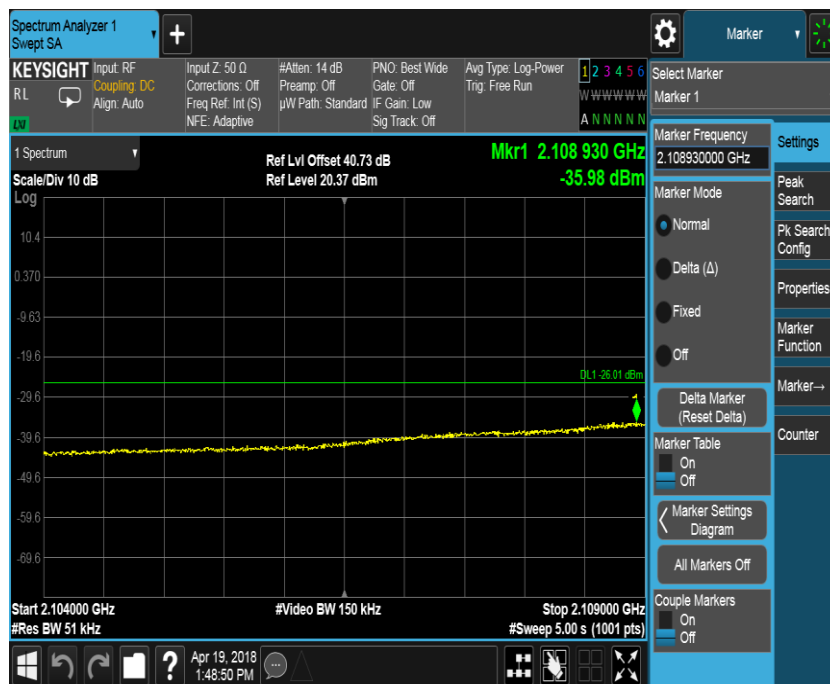 Spectrum Analyzer 1
Swept SA
Marker
KEYSIGHT
RL
LXI
Input: RF
Coupling: DC
Align: Auto
Input Z: 50 Ω
Corrections: Off
Freq Ref: Int (S)
NFE: Adaptive
#Atten: 14 dB
Preamp: Off
µW Path: Standard
PNO: Best Wide
Gate: Off
IF Gain: Low
Sig Track: Off
Avg Type: Log-Power
Trig: Free Run
1 2 3 4 5 6
W W W W W W
A N N N N N
Select Marker
Marker 1
1 Spectrum
Scale/Div 10 dB
Log
Ref Lvl Offset 40.73 dB
Ref Level 20.37 dBm
Mkr1 2.108 930 GHz
-35.98 dBm
10.4
0.370
-9.63
-19.6
-29.6
-39.6
-49.6
-59.6
-69.6
DL1 -26.01 dBm
1
Start 2.104000 GHz
#Res BW 51 kHz
#Video BW 150 kHz
Stop 2.109000 GHz
#Sweep 5.00 s (1001 pts)
Marker Frequency
2.108930000 GHz
Marker Mode
Normal
Delta (Δ)
Fixed
Off
Delta Marker
(Reset Delta)
Marker Table
On
Off
Marker Settings
Diagram
All Markers Off
Couple Markers
On
Off
Settings
Peak
Search
Pk Search
Config
Properties
Marker
Function
Marker→
Counter
?
Apr 19, 2018
1:48:50 PM